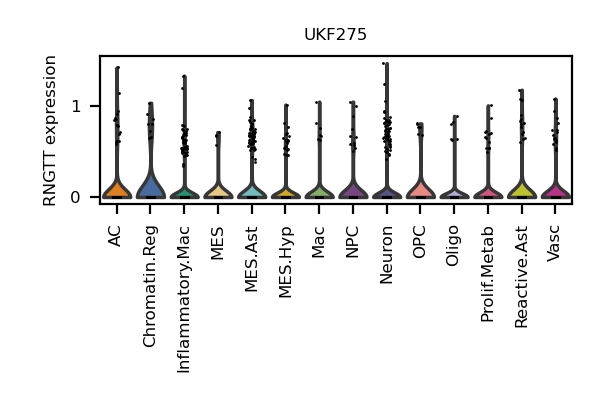 UKF275
RNGTT expression
1
0
AC
Chromatin.Reg
Inflammatory.Mac
MES
MES.Ast
MES.Hyp
Mac
NPC
Neuron
OPC
Oligo
Prolif.Metab
Reactive.Ast
Vasc